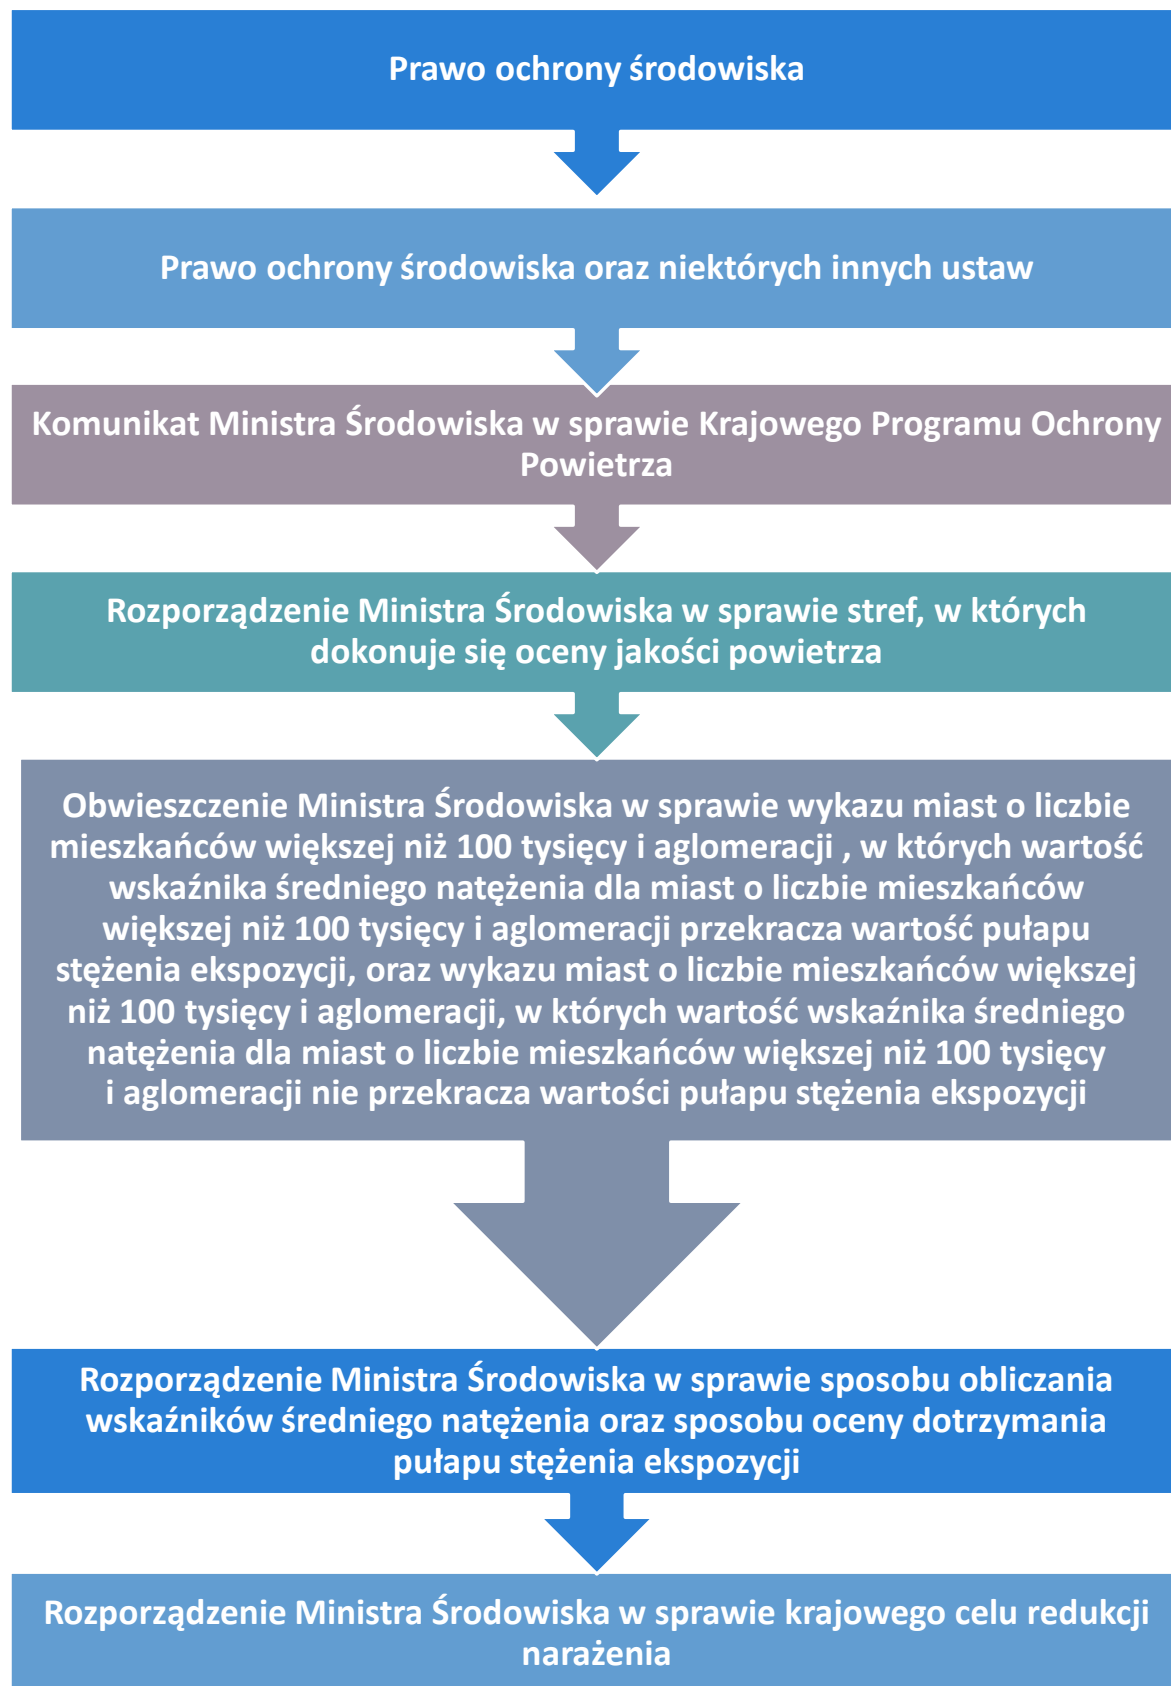 Prawo ochrony środowiska
Prawo ochrony środowiska oraz niektórych innych ustaw
Komunikat Ministra Środowiska w sprawie Krajowego Programu Ochrony
Powietrza
Rozporządzenie Ministra Środowiska w sprawie stref, w których
dokonuje się oceny jakości powietrza
Obwieszczenie Ministra Środowiska w sprawie wykazu miast o liczbie
mieszkańców większej niż 100 tysięcy i aglomeracji , w których wartość
wskaźnika średniego natężenia dla miast o liczbie mieszkańców
większej niż 100 tysięcy i aglomeracji przekracza wartość pułapu
stężenia ekspozycji, oraz wykazu miast o liczbie mieszkańców większej
niż 100 tysięcy i aglomeracji, w których wartość wskaźnika średniego
natężenia dla miast o liczbie mieszkańców większej niż 100 tysięcy
i aglomeracji nie przekracza wartości pułapu stężenia ekspozycji
Rozporządzenie Ministra Środowiska w sprawie sposobu obliczania
wskaźników średniego natężenia oraz sposobu oceny dotrzymania
pułapu stężenia ekspozycji
Rozporządzenie Ministra Środowiska w sprawie krajowego celu redukcji
narażenia